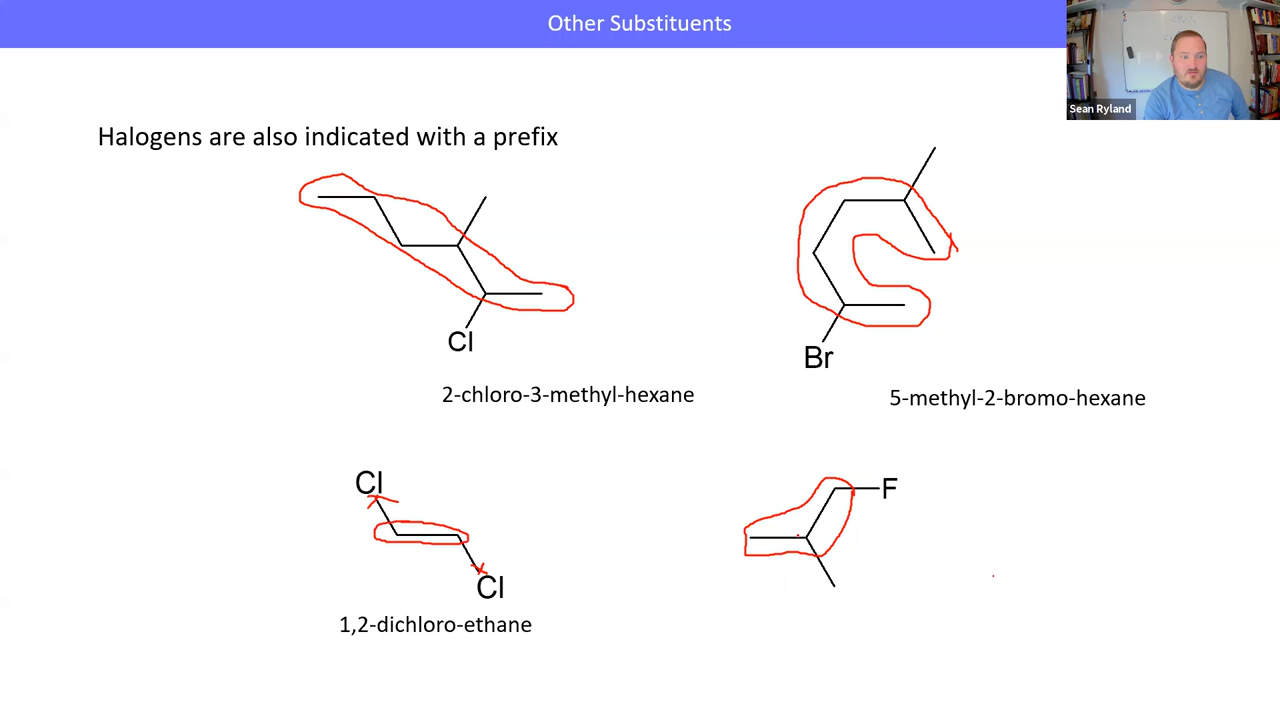 Other Substituents
Sean Ryland
Halogens are also indicated with a prefix
Cl
Br
2-chloro-3-methyl-hexane
5-methyl-2-bromo-hexane
Cl
F
Cl
1,2-dichloro-ethane